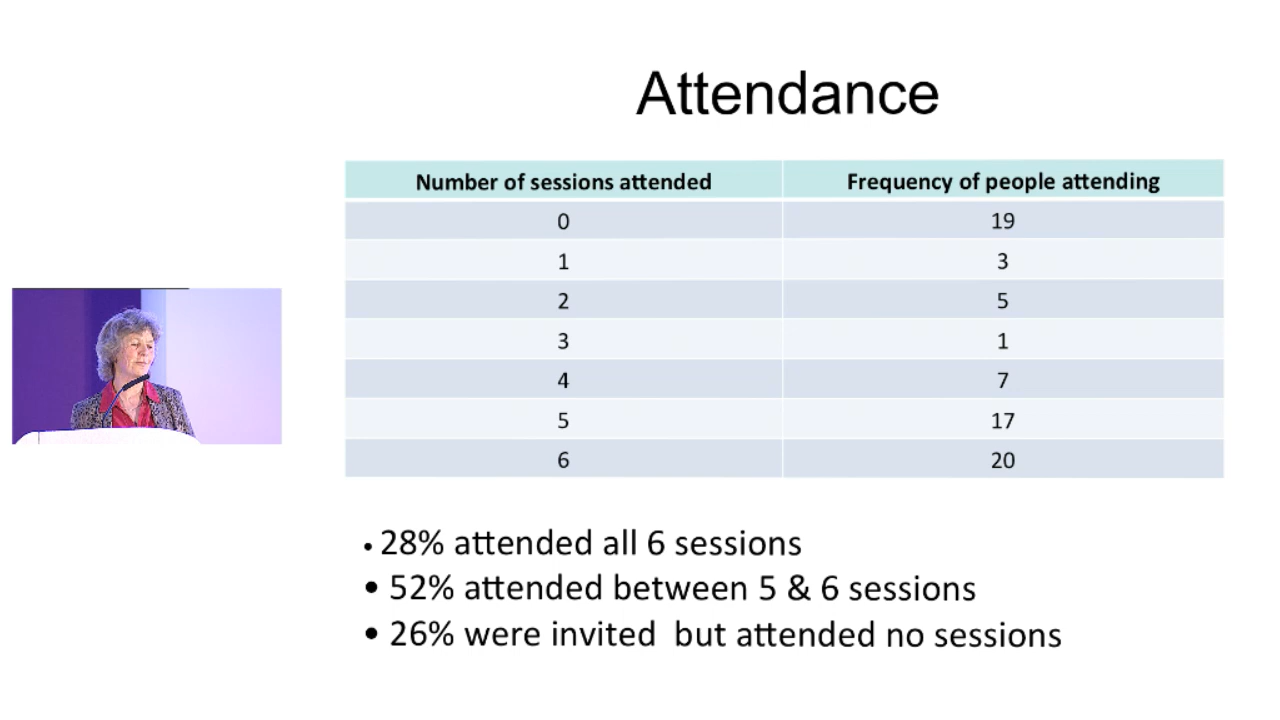 Attendance
Number of sessions attended Frequency of people attending
0 19
1 3
2 5
3 1
4 7
5 17
6 20
• 28% attended all 6 sessions
• 52% attended between 5 & 6 sessions
• 26% were invited  but attended no sessions